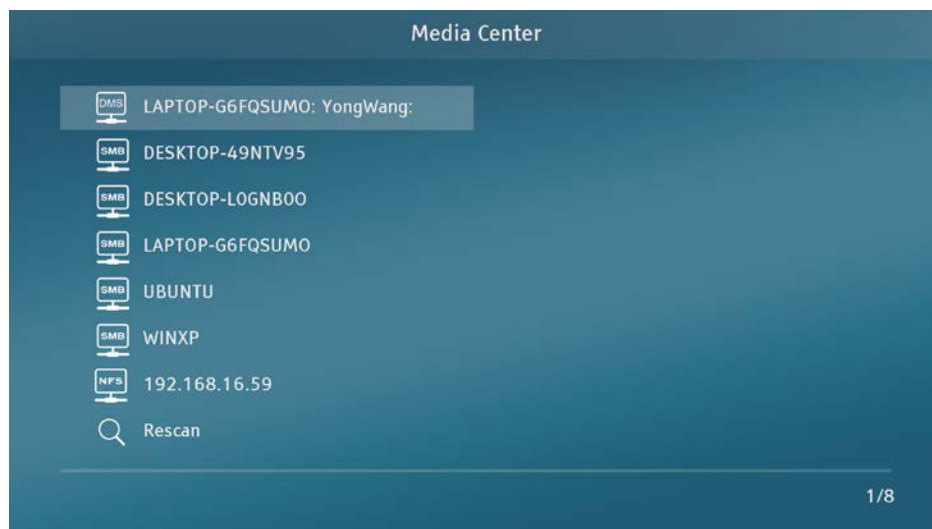 Media Center
DMS LAPTOP-G6FQSUMO: YongWang:
SMB DESKTOP-49NTV95
SMB DESKTOP-L0GNB0O
SMB LAPTOP-G6FQSUMO
SMB UBUNTU
SMB WINXP
NFS 192.168.16.59
Rescan
1/8